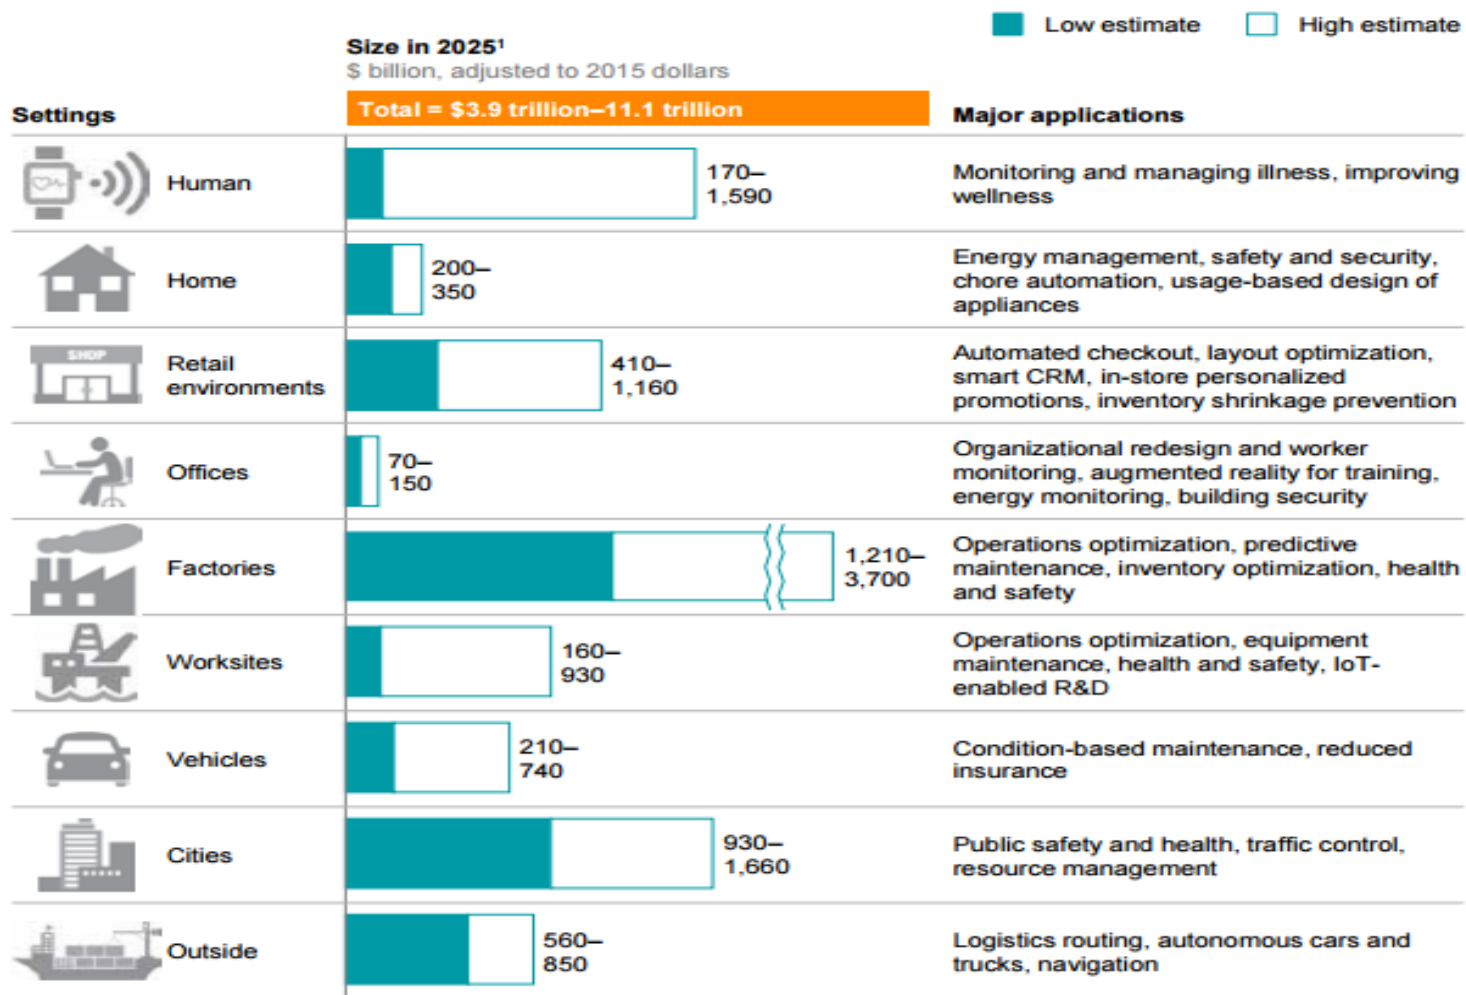 Low estimate
High estimate
Size in 2025¹
$ billion, adjusted to 2015 dollars
Settings
Total = $3.9 trillion–11.1 trillion
Major applications
Human
170–
1,590
Monitoring and managing illness, improving
wellness
Home
200–
350
Energy management, safety and security,
chore automation, usage-based design of
appliances
SHOP
Retail
environments
410–
1,160
Automated checkout, layout optimization,
smart CRM, in-store personalized
promotions, inventory shrinkage prevention
Offices
70–
150
Organizational redesign and worker
monitoring, augmented reality for training,
energy monitoring, building security
Factories
1,210–
3,700
Operations optimization, predictive
maintenance, inventory optimization, health
and safety
Worksites
160–
930
Operations optimization, equipment
maintenance, health and safety, IoT-
enabled R&D
Vehicles
210–
740
Condition-based maintenance, reduced
insurance
Cities
930–
1,660
Public safety and health, traffic control,
resource management
Outside
560–
850
Logistics routing, autonomous cars and
trucks, navigation